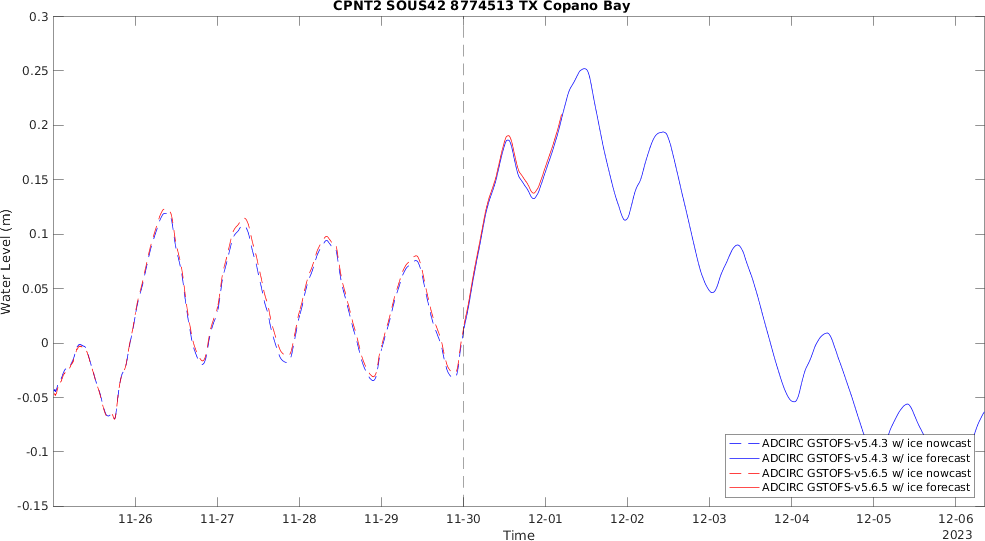 CPNT2 SOUS42 8774513 TX Copano Bay
0.3
0.25
0.2
0.15
0.1
0.05
0
-0.05
-0.1
-0.15
Water Level (m)
ADCIRC GSTOFS-v5.4.3 w/ ice nowcast
ADCIRC GSTOFS-v5.4.3 w/ ice forecast
ADCIRC GSTOFS-v5.6.5 w/ ice nowcast
ADCIRC GSTOFS-v5.6.5 w/ ice forecast
11-26 11-27 11-28 11-29 11-30 12-01 12-02 12-03 12-04 12-05 12-06
Time
2023